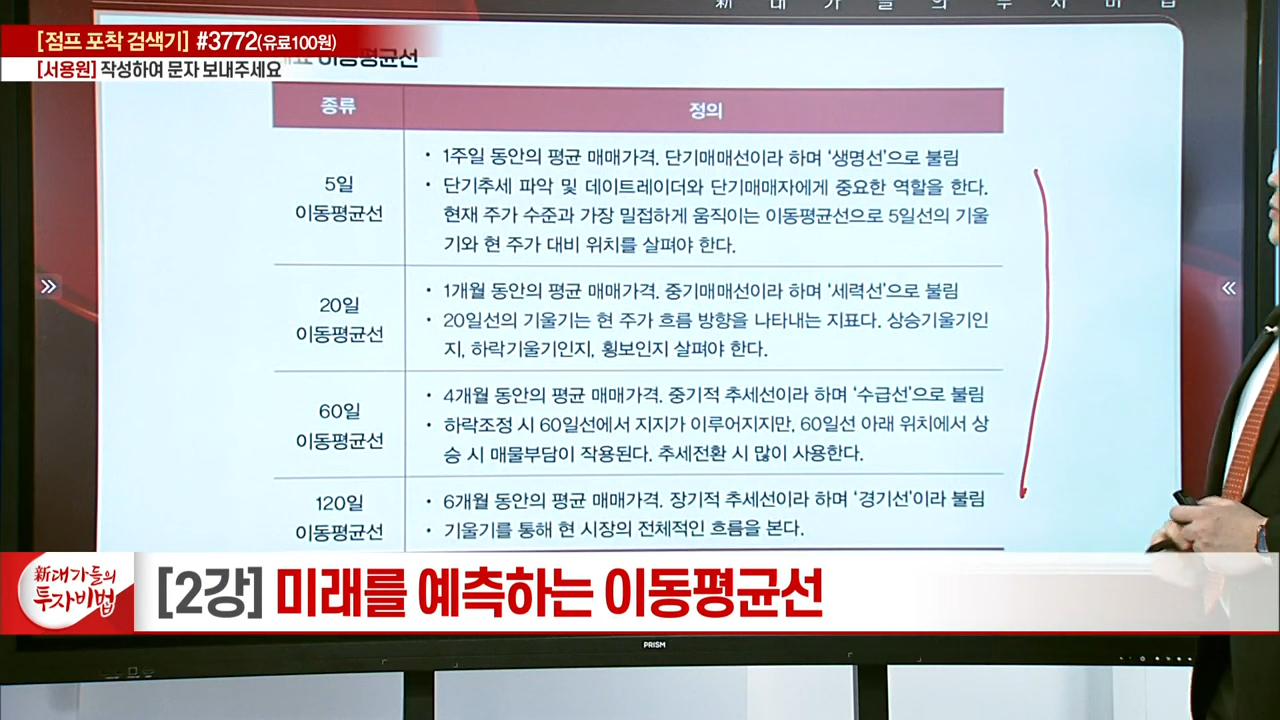 新 대 가 들 의 투 자 비 법
[점프 포착 검색기] #3772(유료100원)
[서용원] 작성하여 문자 보내주세요
이동평균선
종류
정의
5일
이동평균선
• 1주일 동안의 평균 매매가격. 단기매매선이라 하며 ‘생명선’으로 불림
• 단기추세 파악 및 데이트레이더와 단기매매자에게 중요한 역할을 한다.
현재 주가 수준과 가장 밀접하게 움직이는 이동평균선으로 5일선의 기울
기와 현 주가 대비 위치를 살펴야 한다.
20일
이동평균선
• 1개월 동안의 평균 매매가격. 중기매매선이라 하며 ‘세력선’으로 불림
• 20일선의 기울기는 현 주가 흐름 방향을 나타내는 지표다. 상승기울기인
지, 하락기울기인지, 횡보인지 살펴야 한다.
60일
이동평균선
• 4개월 동안의 평균 매매가격. 중기적 추세선이라 하며 ‘수급선’으로 불림
• 하락조정 시 60일선에서 지지가 이루어지지만, 60일선 아래 위치에서 상
승 시 매물부담이 작용된다. 추세전환 시 많이 사용한다.
120일
이동평균선
• 6개월 동안의 평균 매매가격. 장기적 추세선이라 하며 ‘경기선’이라 불림
• 기울기를 통해 현 시장의 전체적인 흐름을 본다.
新대가들의
투자비법
[2강] 미래를 예측하는 이동평균선
PRISM